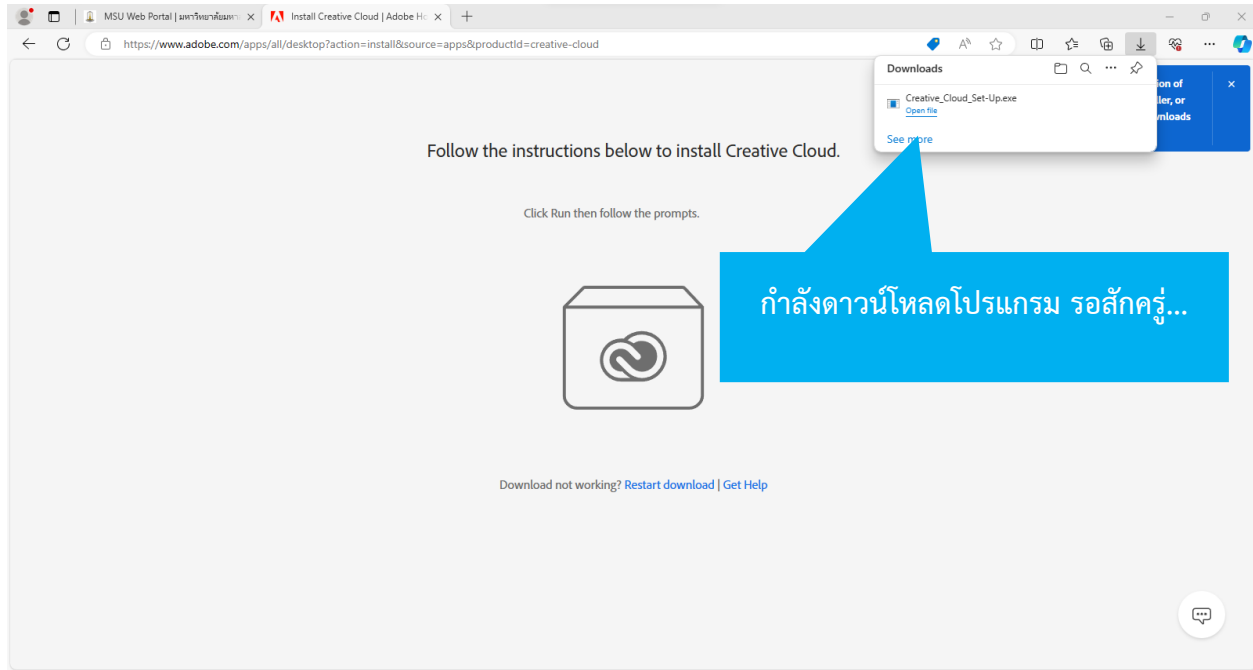 MSU Web Portal | มหาวิทยาลัยมหา
Install Creative Cloud | Adobe Ho
https://www.adobe.com/apps/all/desktop?action=install&source=apps&productId=creative-cloud
Downloads
Creative_Cloud_Set-Up.exe
Open file
See more
ion of
ller, or
wnloads
Follow the instructions below to install Creative Cloud.
Click Run then follow the prompts.
กำลังดาวน์โหลดโปรแกรม รอสักครู่...
Download not working? Restart download | Get Help